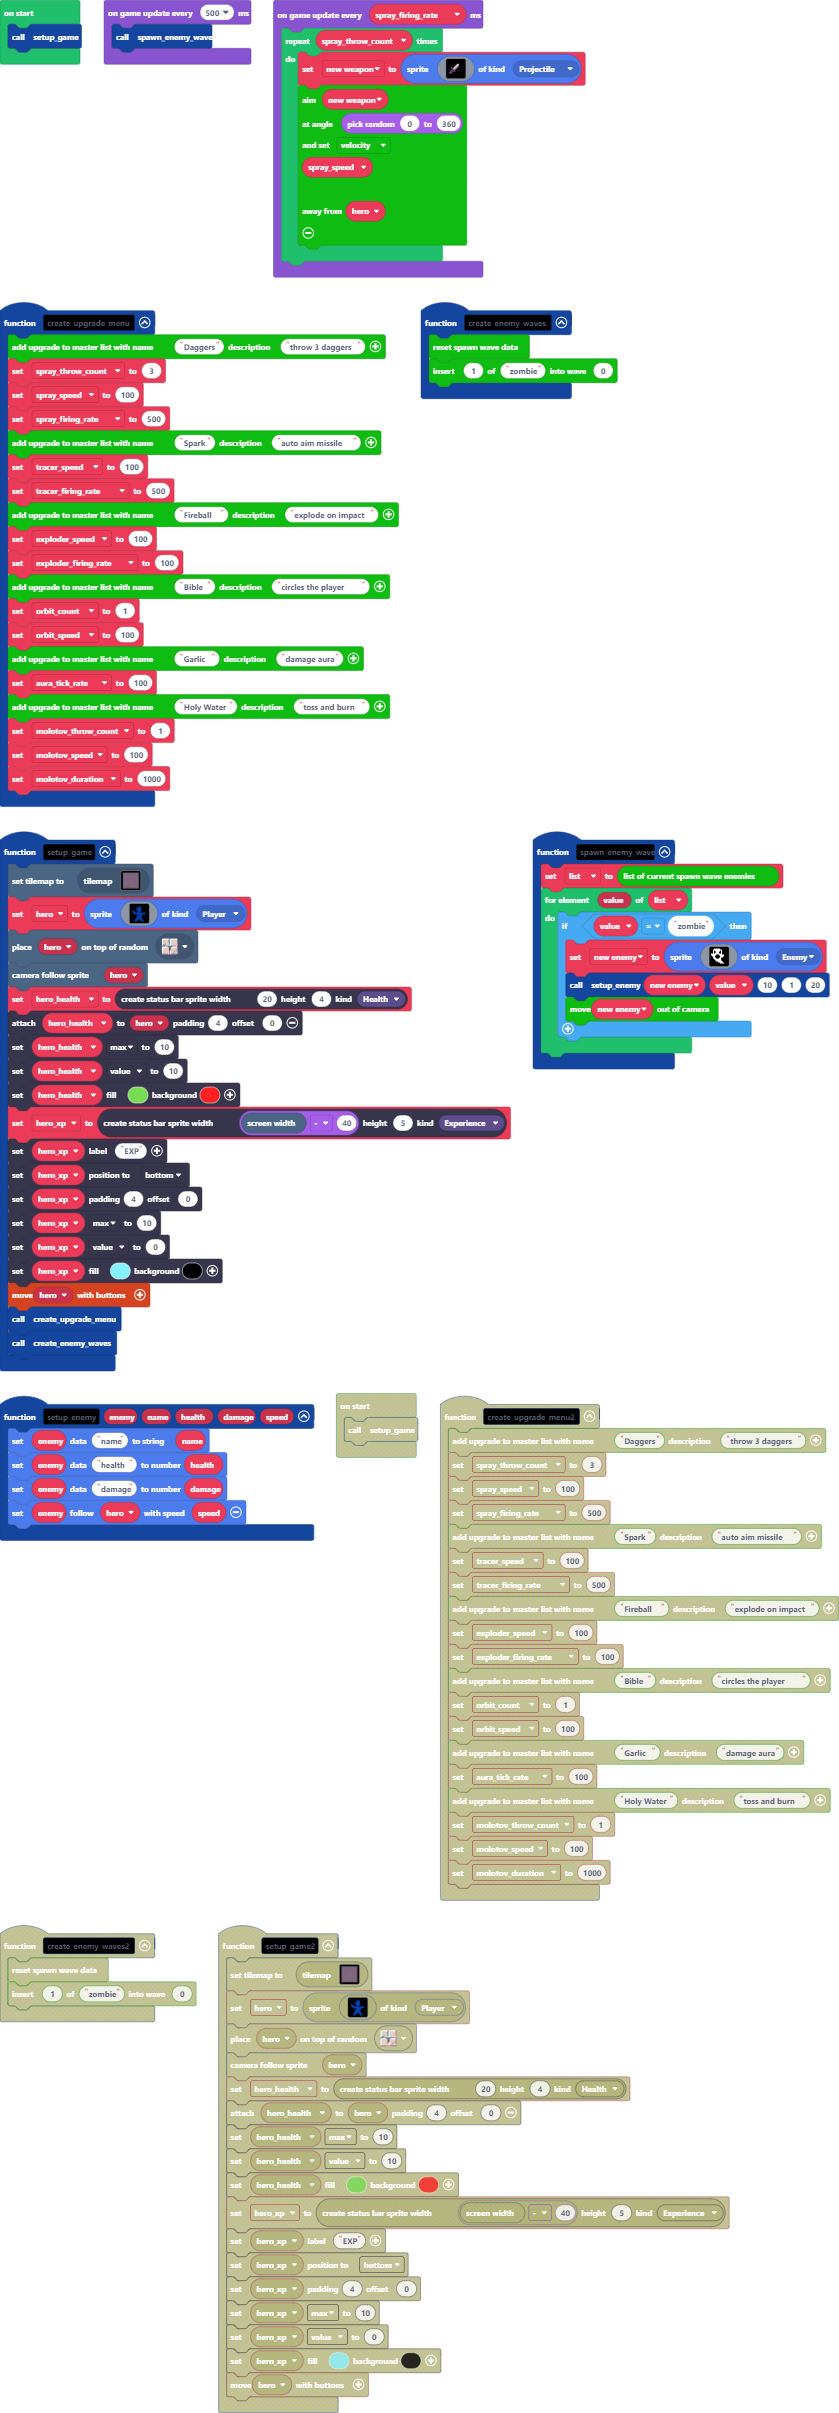 on start
call setup_game
on game update every 500 ms
call spawn_enemy_wave
on game update every spray_firing_rate ms
repeat spray_throw_count times
do
set new weapon to sprite of kind Projectile
aim new weapon
at angle pick random 0 to 360
and set velocity
spray_speed
away from hero
function create_upgrade_menu
add upgrade to master list with name "Daggers" description "throw 3 daggers"
set spray_throw_count to 3
set spray_speed to 100
set spray_firing_rate to 500
add upgrade to master list with name "Spark" description "auto aim missile"
set tracer_speed to 100
set tracer_firing_rate to 500
add upgrade to master list with name "Fireball" description "explode on impact"
set exploder_speed to 100
set exploder_firing_rate to 100
add upgrade to master list with name "Bible" description "circles the player"
set orbit_count to 1
set orbit_speed to 100
add upgrade to master list with name "Garlic" description "damage aura"
set aura_tick_rate to 100
add upgrade to master list with name "Holy Water" description "toss and burn"
set molotov_throw_count to 1
set molotov_speed to 100
set molotov_duration to 1000
function create_enemy_waves
reset spawn wave data
insert 1 of "zombie" into wave 0
function setup_game
set tilemap to tilemap
set hero to sprite of kind Player
place hero on top of random
camera follow sprite hero
set hero_health to create status bar sprite width 20 height 4 kind Health
attach hero_health to hero padding 4 offset 0
set hero_health max to 10
set hero_health value to 10
set hero_health fill background
set hero_xp to create status bar sprite width screen width - 40 height 5 kind Experience
set hero_xp label "EXP"
set hero_xp position to bottom
set hero_xp padding 4 offset 0
set hero_xp max to 10
set hero_xp value to 0
set hero_xp fill background
move hero with buttons
call create_upgrade_menu
call create_enemy_waves
function spawn_enemy_wave
set list to list of current spawn wave enemies
for element value of list
do
if value = "zombie" then
set new enemy to sprite of kind Enemy
call setup_enemy new enemy value 10 1 20
move new enemy out of camera
function setup_enemy enemy name health damage speed
set enemy data "name" to string name
set enemy data "health" to number health
set enemy data "damage" to number damage
set enemy follow hero with speed speed
on start
call setup_game
function create_upgrade_menu2
add upgrade to master list with name "Daggers" description "throw 3 daggers"
set spray_throw_count to 3
set spray_speed to 100
set spray_firing_rate to 500
add upgrade to master list with name "Spark" description "auto aim missile"
set tracer_speed to 100
set tracer_firing_rate to 500
add upgrade to master list with name "Fireball" description "explode on impact"
set exploder_speed to 100
set exploder_firing_rate to 100
add upgrade to master list with name "Bible" description "circles the player"
set orbit_count to 1
set orbit_speed to 100
add upgrade to master list with name "Garlic" description "damage aura"
set aura_tick_rate to 100
add upgrade to master list with name "Holy Water" description "toss and burn"
set molotov_throw_count to 1
set molotov_speed to 100
set molotov_duration to 1000
function create_enemy_waves2
reset spawn wave data
insert 1 of "zombie" into wave 0
function setup_game2
set tilemap to tilemap
set hero to sprite of kind Player
place hero on top of random
camera follow sprite hero
set hero_health to create status bar sprite width 20 height 4 kind Health
attach hero_health to hero padding 4 offset 0
set hero_health max to 10
set hero_health value to 10
set hero_health fill background
set hero_xp to create status bar sprite width screen width - 40 height 5 kind Experience
set hero_xp label "EXP"
set hero_xp position to bottom
set hero_xp padding 4 offset 0
set hero_xp max to 10
set hero_xp value to 0
set hero_xp fill background
move hero with buttons